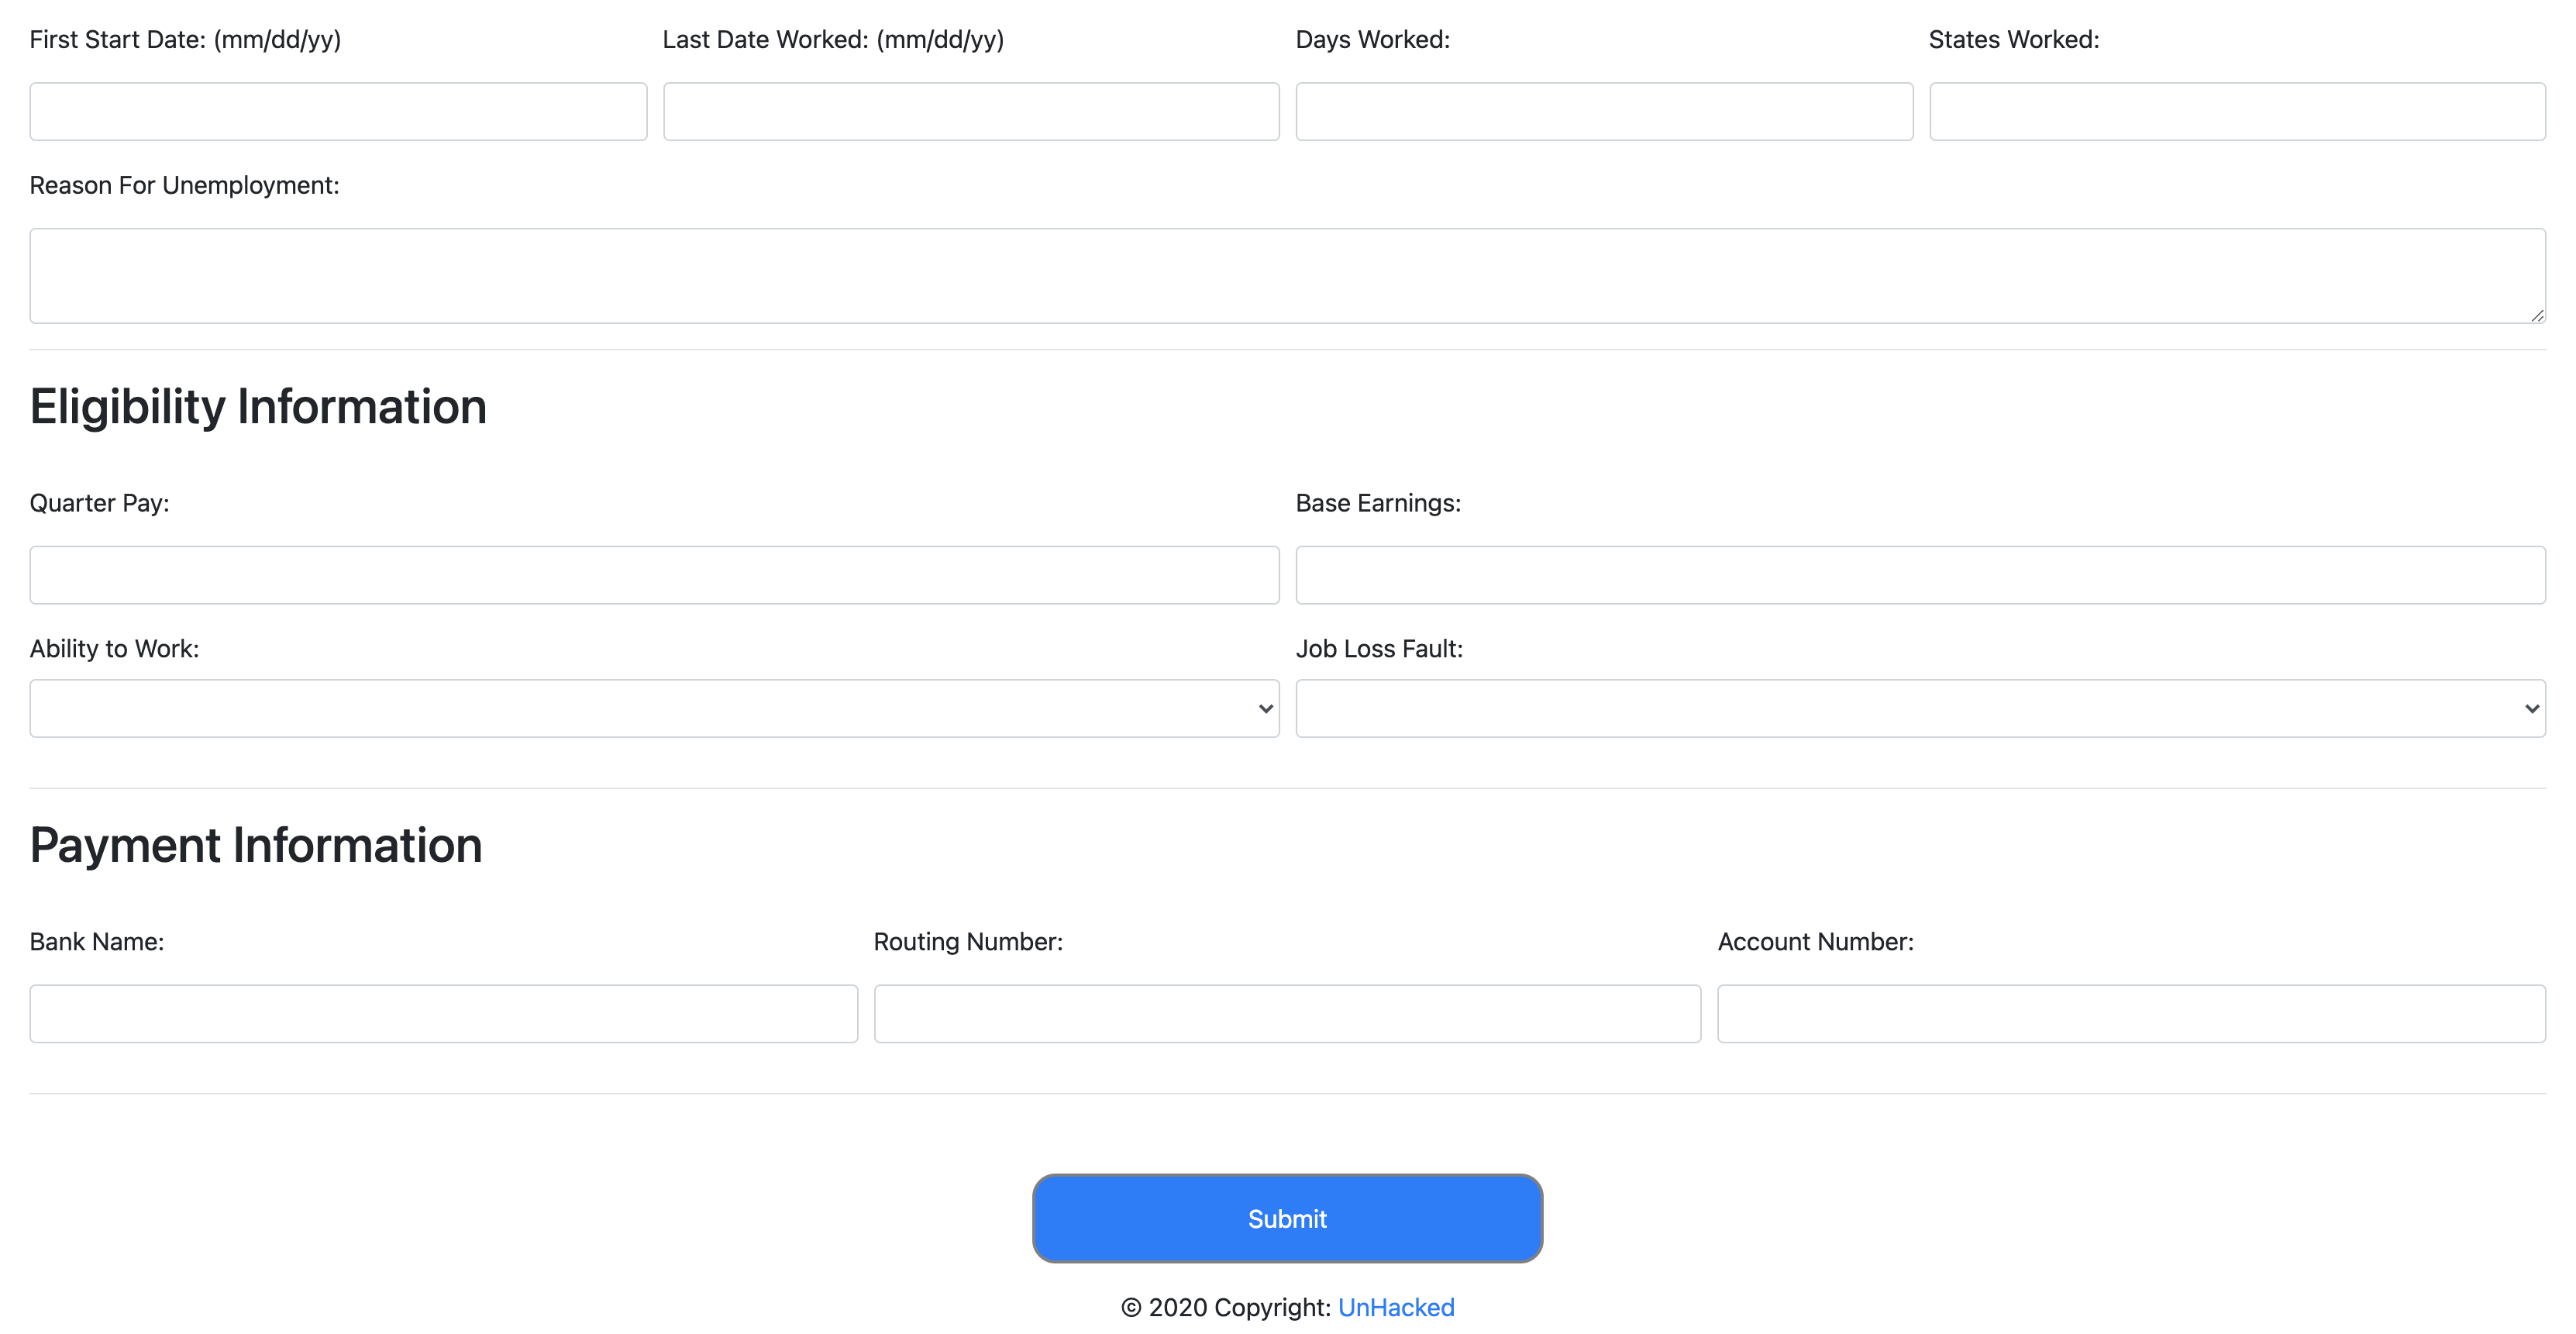 First Start Date: (mm/dd/yy) Last Date Worked: (mm/dd/yy) Days Worked: States Worked:
Reason For Unemployment:
Eligibility Information
Quarter Pay: Base Earnings:
Ability to Work: Job Loss Fault:
Payment Information
Bank Name: Routing Number: Account Number:
Submit
© 2020 Copyright: UnHacked